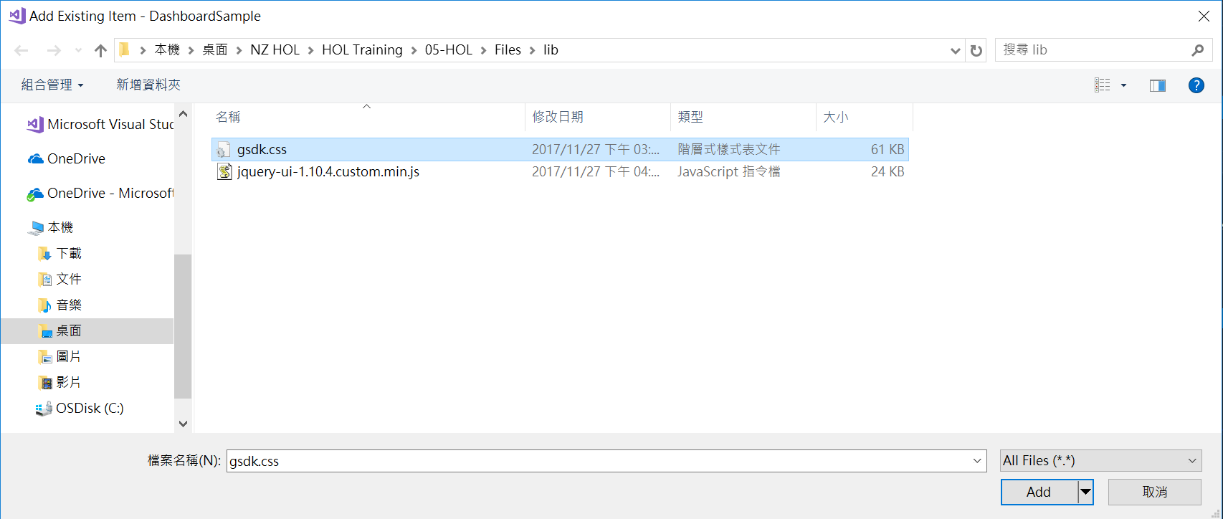 Add Existing Item - DashboardSample
本機 > 桌面 > NZ HOL > HOL Training > 05-HOL > Files > lib
搜尋 lib
組合管理 新增資料夾
名稱 修改日期 類型 大小
gsdk.css 2017/11/27 下午 03:... 階層式樣式表文件 61 KB
jquery-ui-1.10.4.custom.min.js 2017/11/27 下午 04:... JavaScript 指令檔 24 KB
Microsoft Visual Stud
OneDrive
OneDrive - Microsoft
本機
下載
文件
音樂
桌面
圖片
影片
OSDisk (C:)
檔案名稱(N): gsdk.css All Files (*.*)
Add 取消